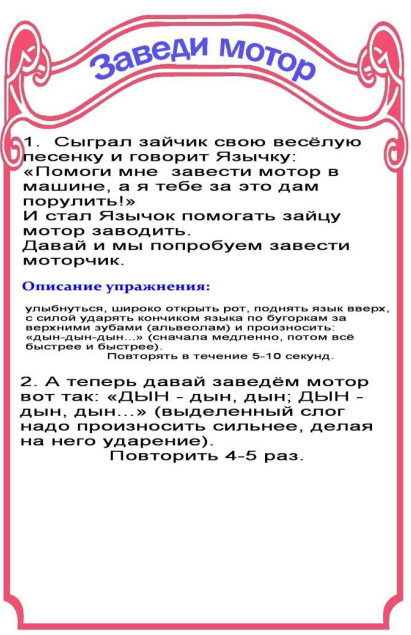 Заведи мотор
1. Сыграл зайчик свою весёлую
песенку и говорит Язычку:
«Помоги мне завести мотор в
машине, а я тебе за это дам
порулить!»
И стал Язычок помогать зайцу
мотор заводить.
Давай и мы попробуем завести
моторчик.
Описание упражнения:
улыбнуться, широко открыть рот, поднять язык вверх,
с силой ударять кончиком языка по бугоркам за
верхними зубами (альвеолам) и произносить:
«дын-дын-дын...» (сначала медленно, потом всё
быстрее и быстрее).
Повторять в течение 5-10 секунд.
2. А теперь давай заведём мотор
вот так: «ДЫН - дын, дын; ДЫН -
дын, дын...» (выделенный слог
надо произносить сильнее, делая
на него ударение).
Повторить 4-5 раз.